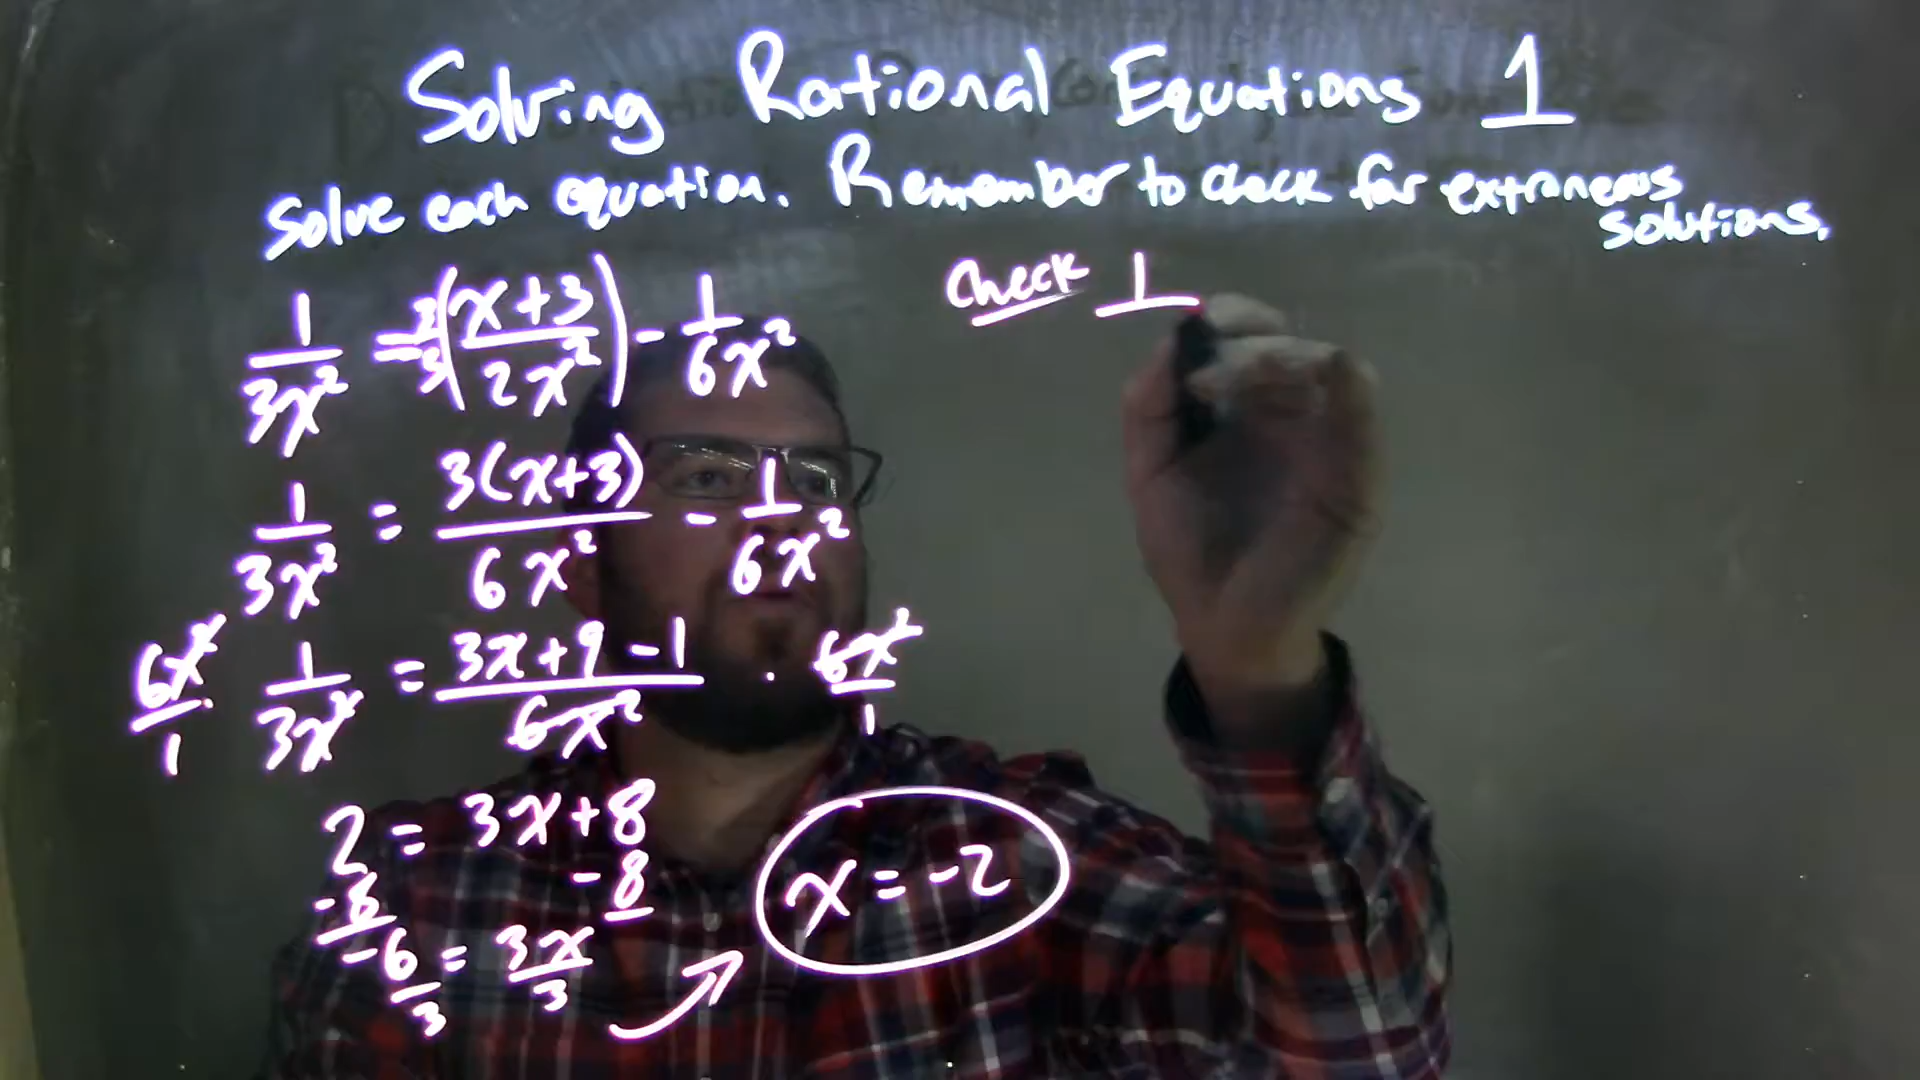 Solving Rational Equations 1
Solve each equation. Remember to check for extraneous solutions.
1/3x² = 3/3((x+3)/2x²) - 1/6x²
Check 1
1/3x² = 3(x+3)/6x² - 1/6x²
6x²/1 · 1/3x² = 3x+9-1/6x² · 6x²/1
2 = 3x+8
-8 -8
-6/3 = 3x/3
x = -2